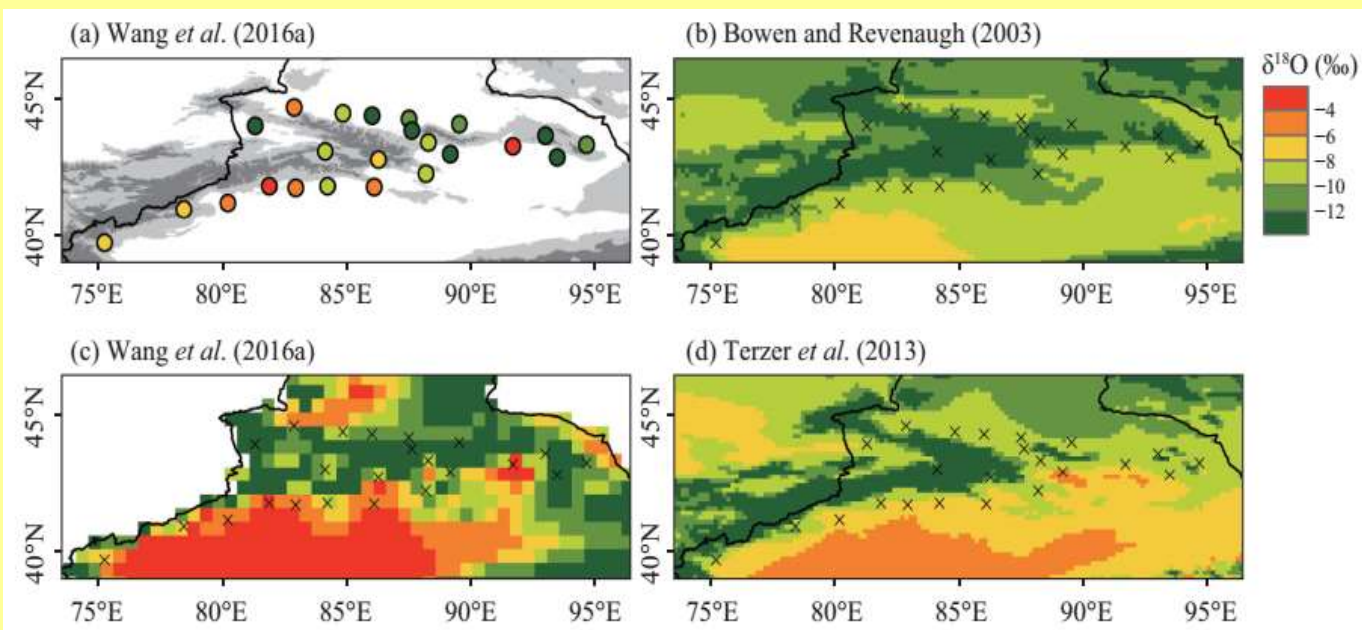 (a) Wang et al. (2016a)
(b) Bowen and Revenaugh (2003)
δ¹⁸O (‰)
−4
−6
−8
−10
−12
45°N
40°N
75°E 80°E 85°E 90°E 95°E
45°N
40°N
75°E 80°E 85°E 90°E 95°E
(c) Wang et al. (2016a)
(d) Terzer et al. (2013)
45°N
40°N
75°E 80°E 85°E 90°E 95°E
45°N
40°N
75°E 80°E 85°E 90°E 95°E